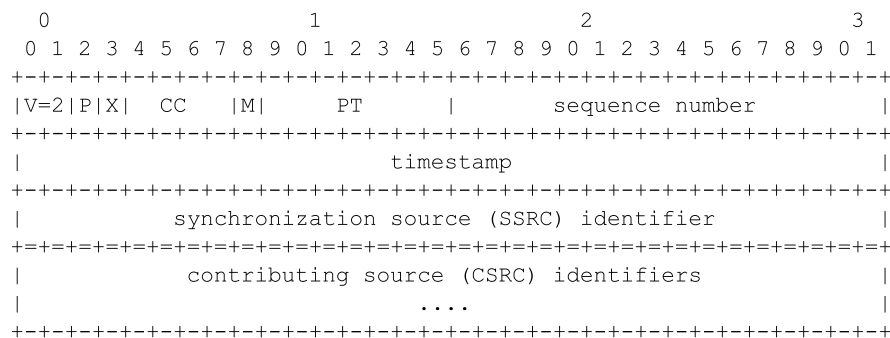 0                   1                   2                   3
 0 1 2 3 4 5 6 7 8 9 0 1 2 3 4 5 6 7 8 9 0 1 2 3 4 5 6 7 8 9 0 1
+-+-+-+-+-+-+-+-+-+-+-+-+-+-+-+-+-+-+-+-+-+-+-+-+-+-+-+-+-+-+-+-+
|V=2|P|X|  CC   |M|     PT      |       sequence number         |
+-+-+-+-+-+-+-+-+-+-+-+-+-+-+-+-+-+-+-+-+-+-+-+-+-+-+-+-+-+-+-+-+
|                           timestamp                           |
+-+-+-+-+-+-+-+-+-+-+-+-+-+-+-+-+-+-+-+-+-+-+-+-+-+-+-+-+-+-+-+-+
|           synchronization source (SSRC) identifier            |
+=+=+=+=+=+=+=+=+=+=+=+=+=+=+=+=+=+=+=+=+=+=+=+=+=+=+=+=+=+=+=+=+
|            contributing source (CSRC) identifiers             |
|                             ....                              |
+-+-+-+-+-+-+-+-+-+-+-+-+-+-+-+-+-+-+-+-+-+-+-+-+-+-+-+-+-+-+-+-+